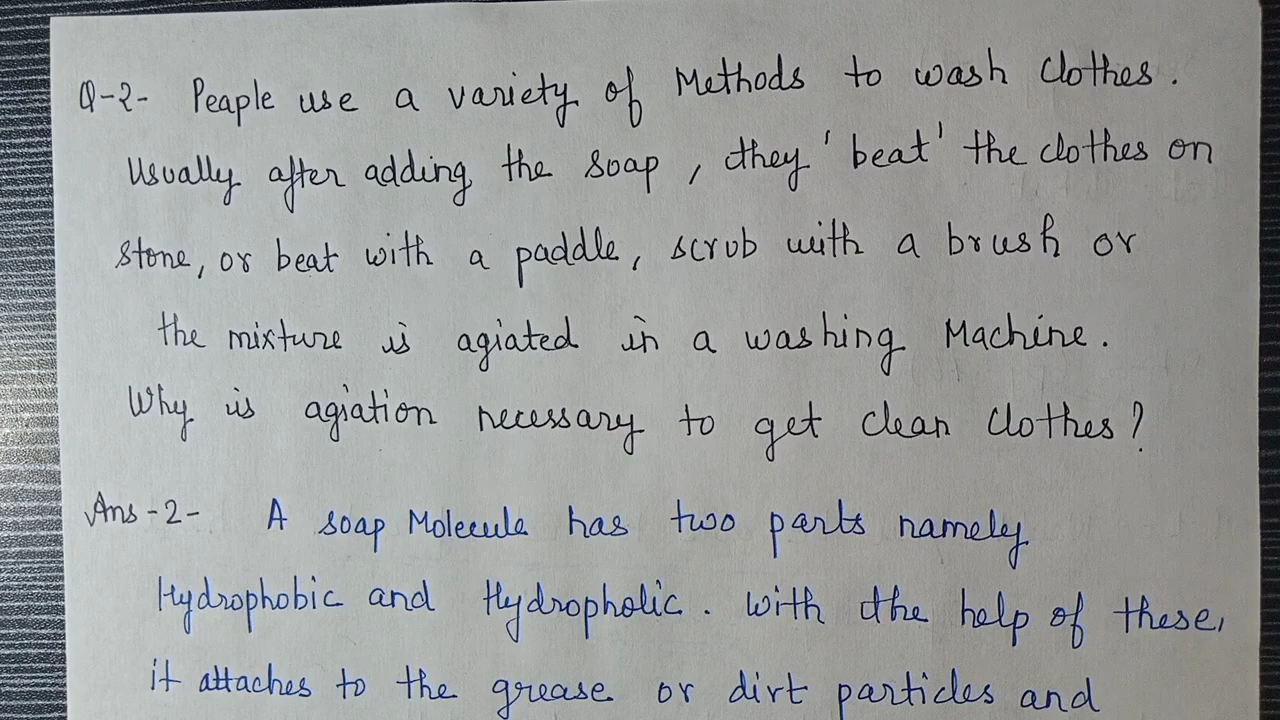 Q-2- Peaple use a variety of Methods to wash clothes.
Usually after adding the soap, they 'beat' the clothes on
stone, or beat with a paddle, scrub with a brush or
the mixture is agiated in a washing Machine.
Why is agiation necessary to get clean clothes?
Ans-2- A soap Molecule has two parts namely
Hydrophobic and Hydropholic. With the help of these,
it attaches to the grease or dirt particles and